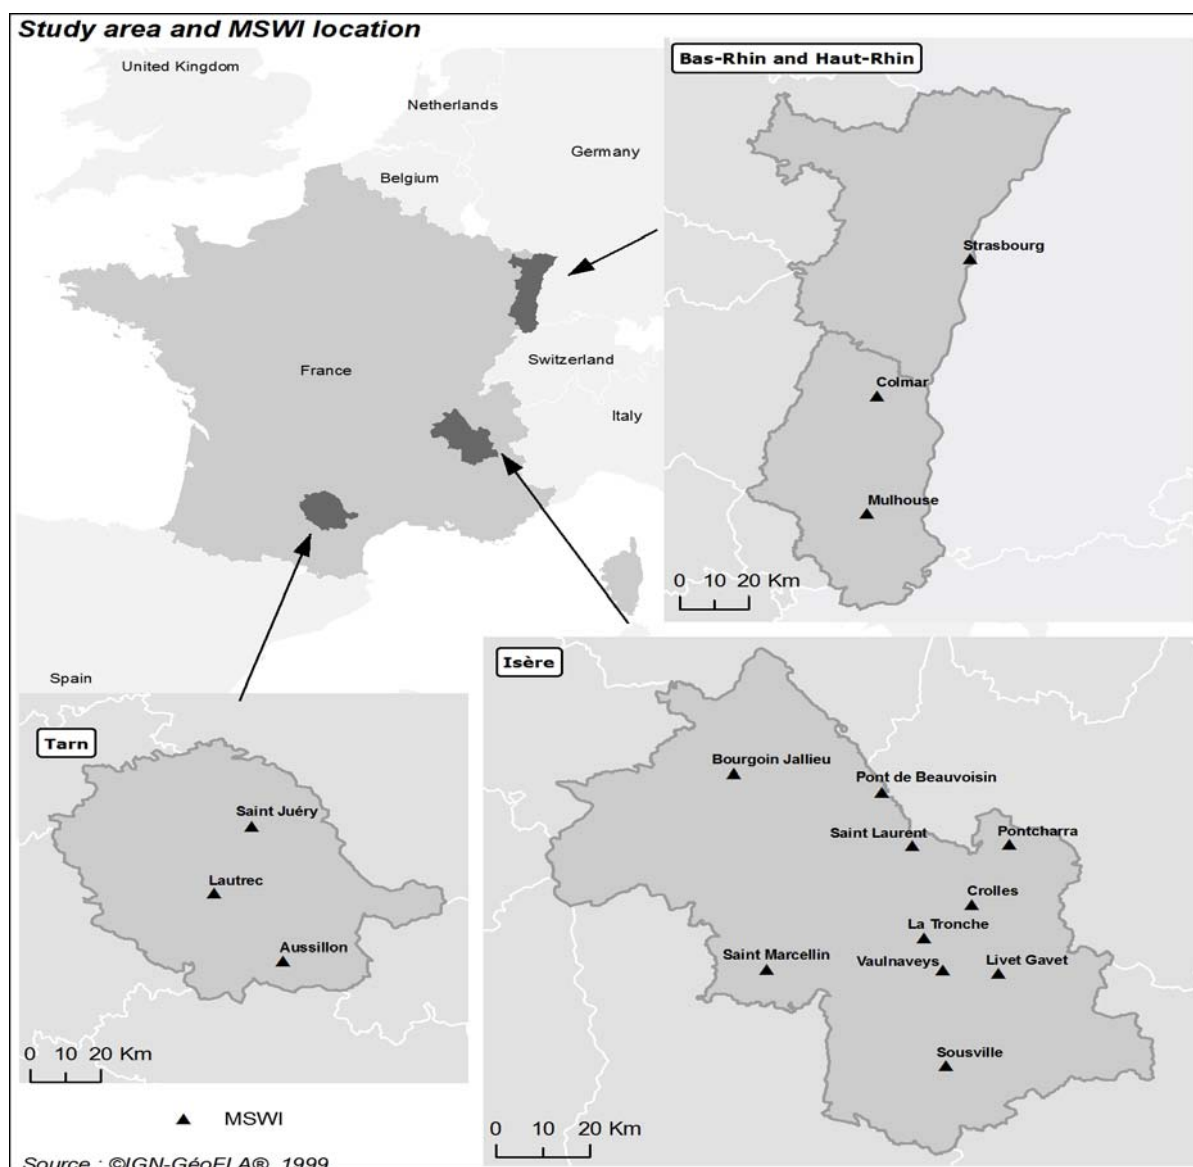 Study area and MSWI location
United Kingdom
Netherlands
Germany
Belgium
France
Switzerland
Italy
Spain
Bas-Rhin and Haut-Rhin
Strasbourg
Colmar
Mulhouse
0 10 20 Km
Tarn
Saint Juéry
Lautrec
Aussillon
0 10 20 Km
Isère
Bourgoin Jallieu
Pont de Beauvoisin
Saint Laurent
Pontcharra
Crolles
La Tronche
Saint Marcellin
Vaulnaveys
Livet Gavet
Sousville
0 10 20 Km
MSWI
Source : ©IGN-GéoFLA®, 1999